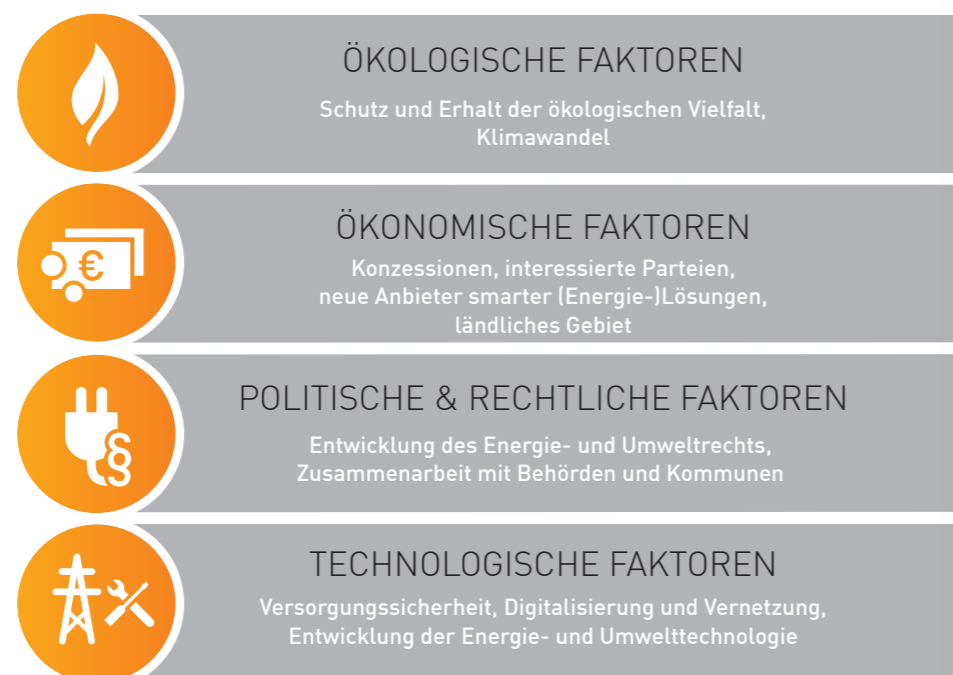 ÖKOLOGISCHE FAKTOREN
Schutz und Erhalt der ökologischen Vielfalt,
Klimawandel
€
ÖKONOMISCHE FAKTOREN
Konzessionen, interessierte Parteien,
neue Anbieter smarter (Energie-)Lösungen,
ländliches Gebiet
§
POLITISCHE & RECHTLICHE FAKTOREN
Entwicklung des Energie- und Umweltrechts,
Zusammenarbeit mit Behörden und Kommunen
TECHNOLOGISCHE FAKTOREN
Versorgungssicherheit, Digitalisierung und Vernetzung,
Entwicklung der Energie- und Umwelttechnologie